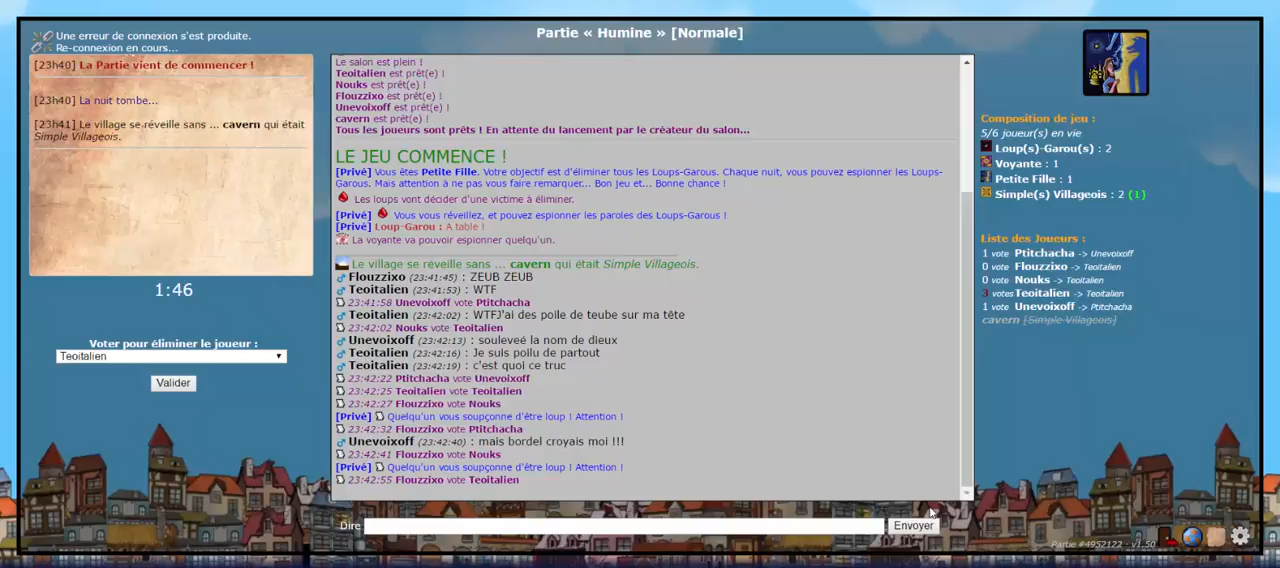 Une erreur de connexion s'est produite.
Re-connexion en cours...
Partie « Humine » [Normale]
[23h40] La Partie vient de commencer !
[23h40] La nuit tombe...
[23h41] Le village se réveille sans ... cavern qui était
Simple Villageois.
1:46
Voter pour éliminer le joueur :
Teoitalien
Valider
Le salon est plein !
Teoitalien est prêt(e) !
Nouks est prêt(e) !
Flouzzixo est prêt(e) !
Unevoixoff est prêt(e) !
cavern est prêt(e) !
Tous les joueurs sont prêts ! En attente du lancement par le créateur du salon...
LE JEU COMMENCE !
[Privé] Vous êtes Petite Fille. Votre objectif est d'éliminer tous les Loups-Garous. Chaque nuit, vous pouvez espionner les Loups-
Garous. Mais attention à ne pas vous faire remarquer... Bon jeu et... Bonne chance !
Les loups vont décider d'une victime à éliminer.
[Privé] Vous vous réveillez, et pouvez espionner les paroles des Loups-Garous !
[Privé] Loup-Garou : A table !
La voyante va pouvoir espionner quelqu'un.
Le village se réveille sans ... cavern qui était Simple Villageois.
Flouzzixo (23:41:45) : ZEUB ZEUB
Teoitalien (23:41:53) : WTF
23:41:58 Unevoixoff vote Ptitchacha
Teoitalien (23:42:02) : WTFJ'ai des poile de teube sur ma tête
23:42:02 Nouks vote Teoitalien
Unevoixoff (23:42:13) : souleveé la nom de dieux
Teoitalien (23:42:16) : Je suis poilu de partout
Teoitalien (23:42:19) : c'est quoi ce truc
23:42:22 Ptitchacha vote Unevoixoff
23:42:25 Teoitalien vote Teoitalien
23:42:27 Flouzzixo vote Nouks
[Privé] Quelqu'un vous soupçonne d'être loup ! Attention !
23:42:32 Flouzzixo vote Ptitchacha
Unevoixoff (23:42:40) : mais bordel croyais moi !!!
23:42:41 Flouzzixo vote Nouks
[Privé] Quelqu'un vous soupçonne d'être loup ! Attention !
23:42:55 Flouzzixo vote Teoitalien
Dire
Envoyer
Composition de jeu :
5/6 joueur(s) en vie
Loup(s)-Garou(s) : 2
Voyante : 1
Petite Fille : 1
Simple(s) Villageois : 2 (1)
Liste des Joueurs :
1 vote Ptitchacha -> Unevoixoff
0 vote Flouzzixo -> Teoitalien
0 vote Nouks -> Teoitalien
3 votes Teoitalien -> Teoitalien
1 vote Unevoixoff -> Ptitchacha
cavern [Simple Villageois]
Partie #4952122 - v1.50